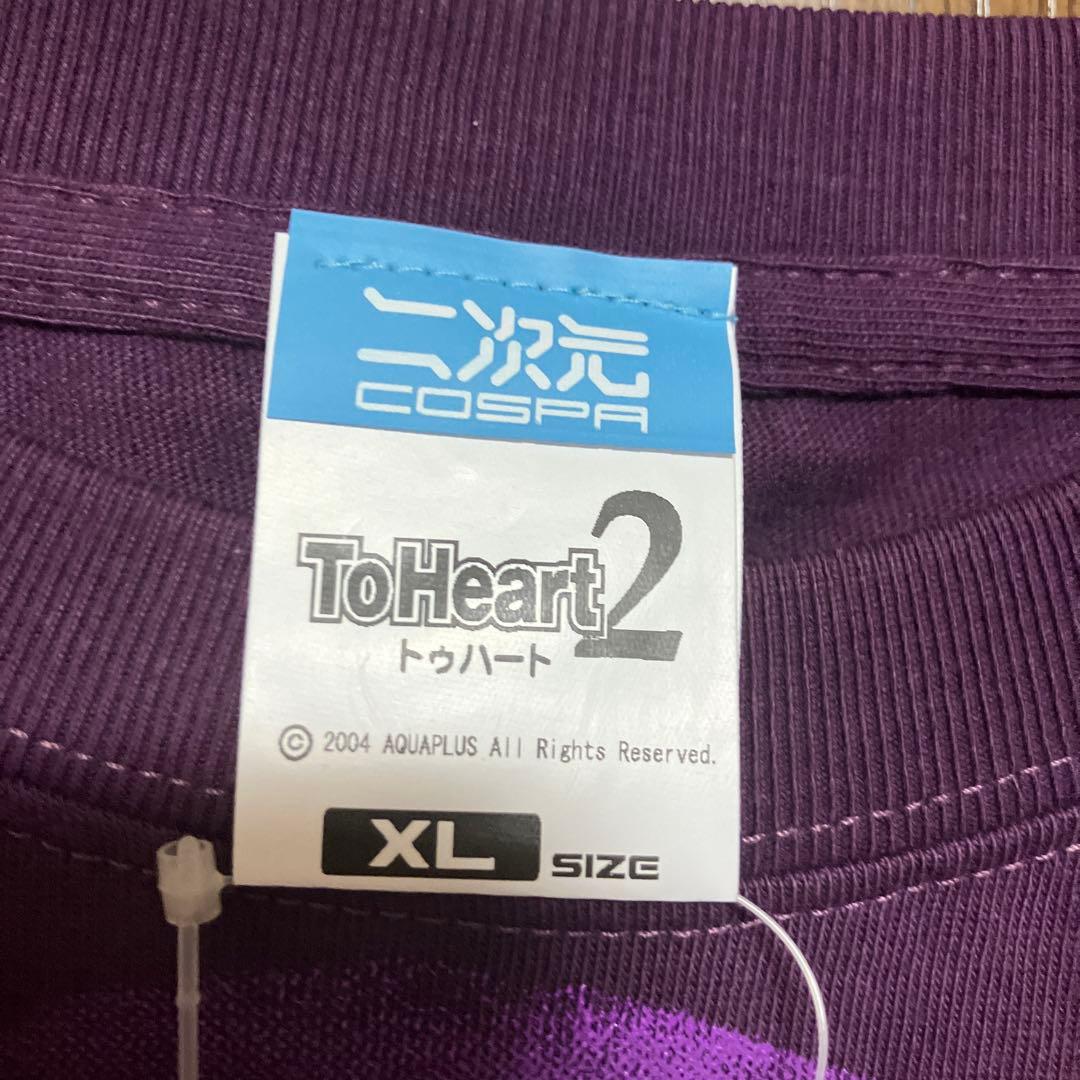 二次元
COSPA
ToHeart2
トゥハート
© 2004 AQUAPLUS All Rights Reserved.
XL SIZE